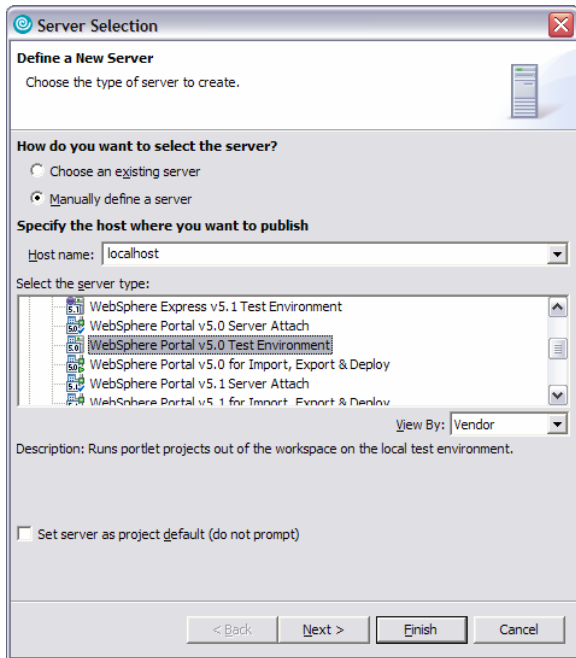 Server Selection
Define a New Server
Choose the type of server to create.
How do you want to select the server?
Choose an existing server
Manually define a server
Specify the host where you want to publish
Host name: localhost
Select the server type:
WebSphere Express v5.1 Test Environment
WebSphere Portal v5.0 Server Attach
WebSphere Portal v5.0 Test Environment
WebSphere Portal v5.0 for Import, Export & Deploy
WebSphere Portal v5.1 Server Attach
WebSphere Portal v5.1 for Import, Export & Deploy
View By: Vendor
Description: Runs portlet projects out of the workspace on the local test environment.
Set server as project default (do not prompt)
< Back Next > Finish Cancel